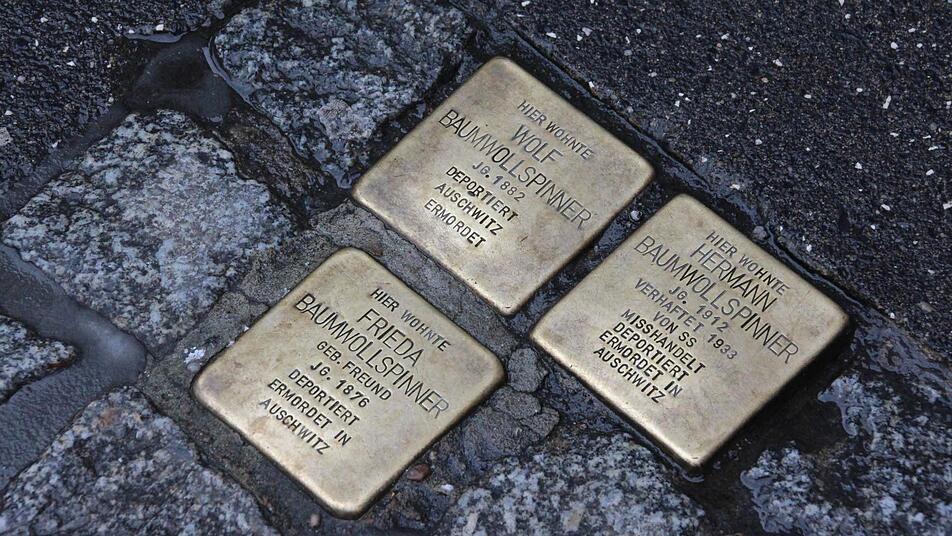 HIER WOHNTE
WOLF
BAUMWOLLSPINNER
JG. 1882
DEPORTIERT
AUSCHWITZ
ERMORDET
HIER WOHNTE
HERMANN
BAUMWOLLSPINNER
JG. 1912
VERHAFTET 1933
VON SS
MISSHANDELT
DEPORTIERT
ERMORDET IN
AUSCHWITZ
HIER WOHNTE
FRIEDA
BAUMWOLLSPINNER
GEB. FREUND
JG. 1876
DEPORTIERT
ERMORDET IN
AUSCHWITZ